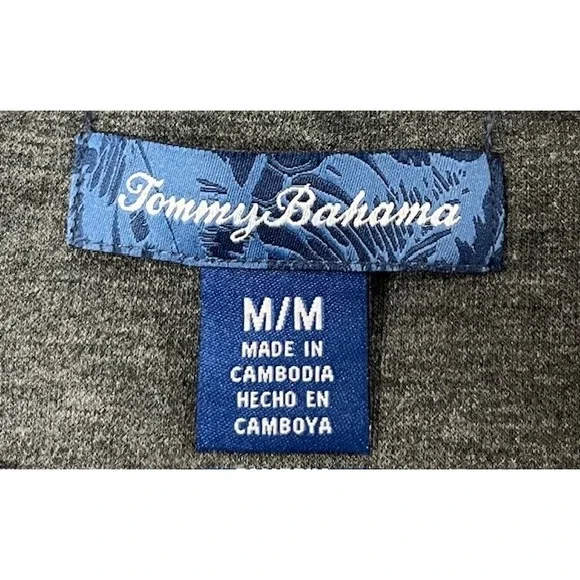 Tommy Bahama
M/M
MADE IN
CAMBODIA
HECHO EN
CAMBOYA